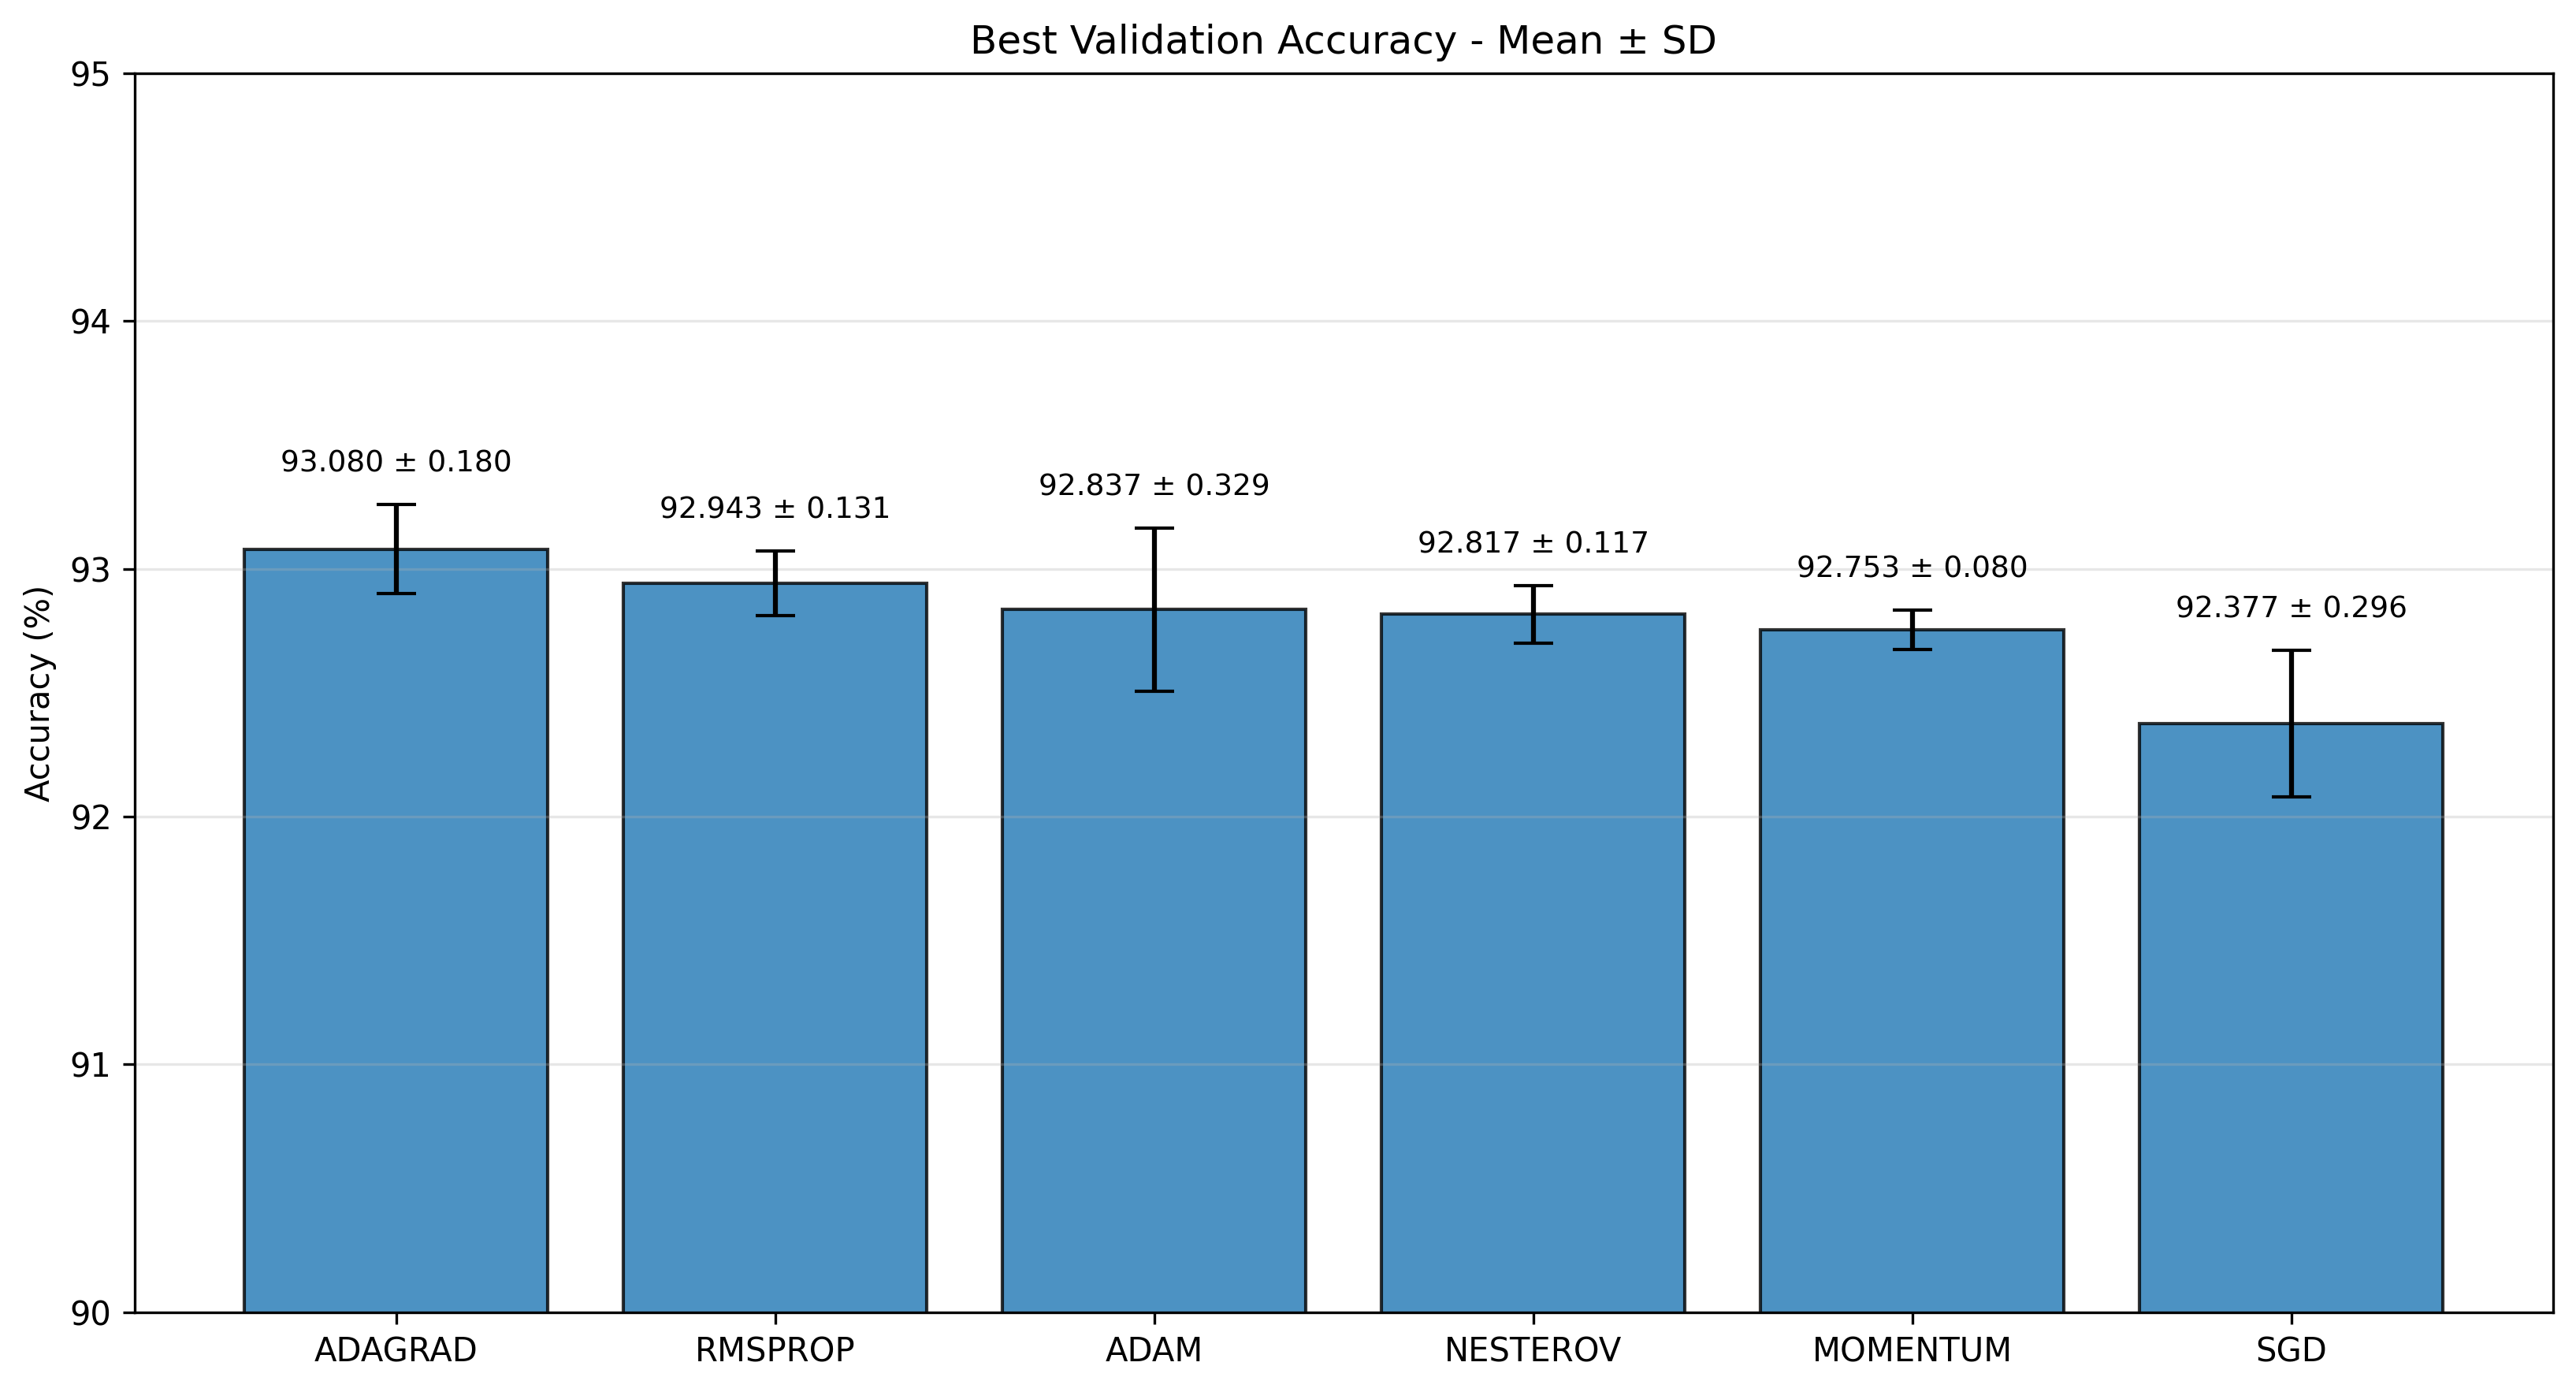 Best Validation Accuracy - Mean ± SD
Accuracy (%)
95
94
93
92
91
90
93.080 ± 0.180
92.943 ± 0.131
92.837 ± 0.329
92.817 ± 0.117
92.753 ± 0.080
92.377 ± 0.296
ADAGRAD
RMSPROP
ADAM
NESTEROV
MOMENTUM
SGD